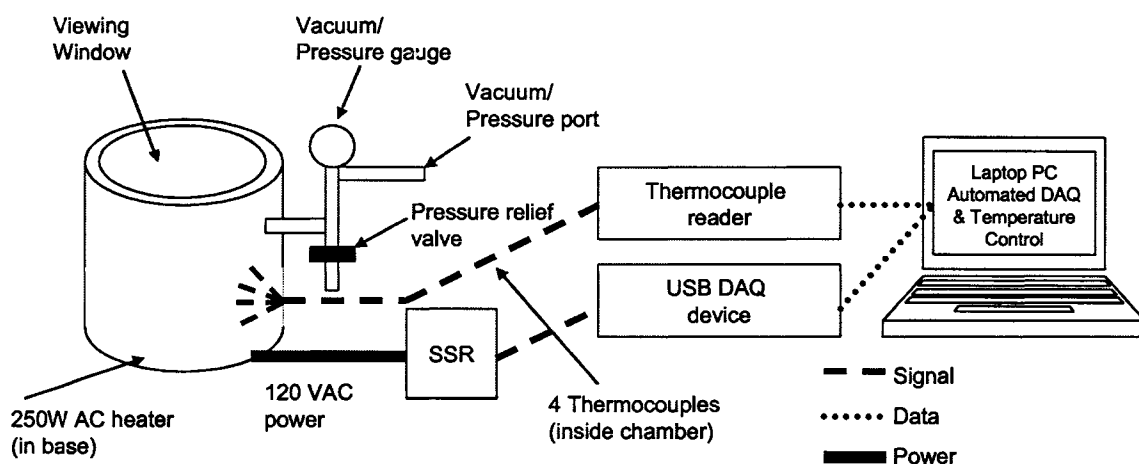 Viewing
Window
Vacuum/
Pressure gauge
Vacuum/
Pressure port
Pressure relief
valve
Thermocouple
reader
USB DAQ
device
Laptop PC
Automated DAQ
& Temperature
Control
SSR
120 VAC
power
250W AC heater
(in base)
4 Thermocouples
(inside chamber)
Signal
Data
Power